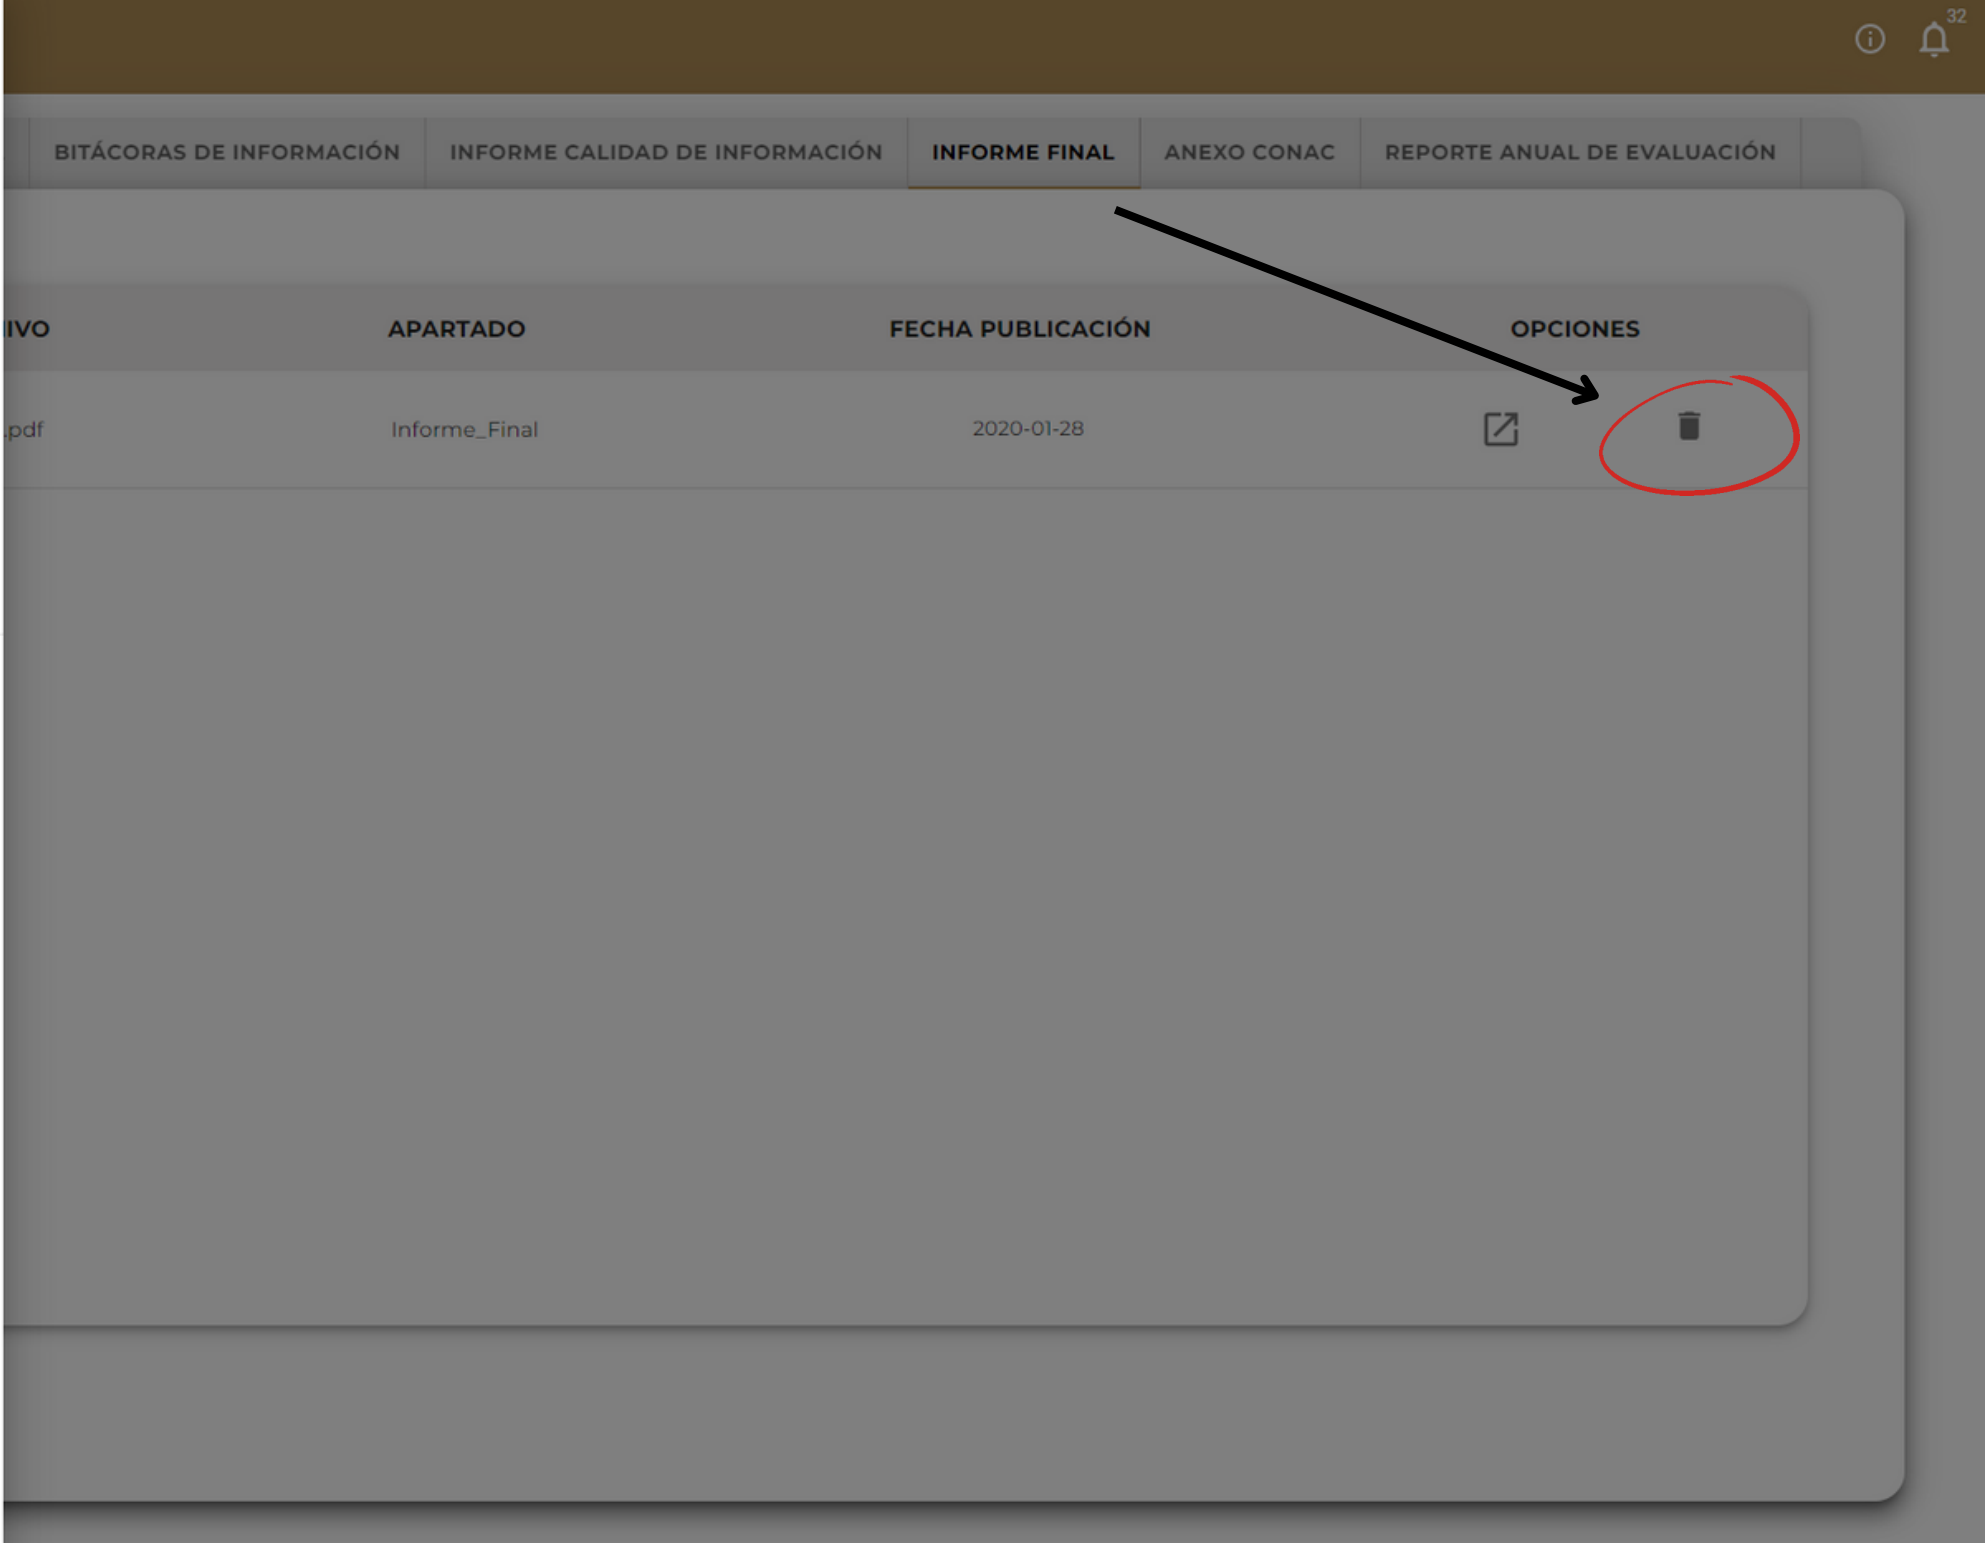 32
BITÁCORAS DE INFORMACIÓN INFORME CALIDAD DE INFORMACIÓN INFORME FINAL ANEXO CONAC REPORTE ANUAL DE EVALUACIÓN
IVO APARTADO FECHA PUBLICACIÓN OPCIONES
.pdf Informe_Final 2020-01-28